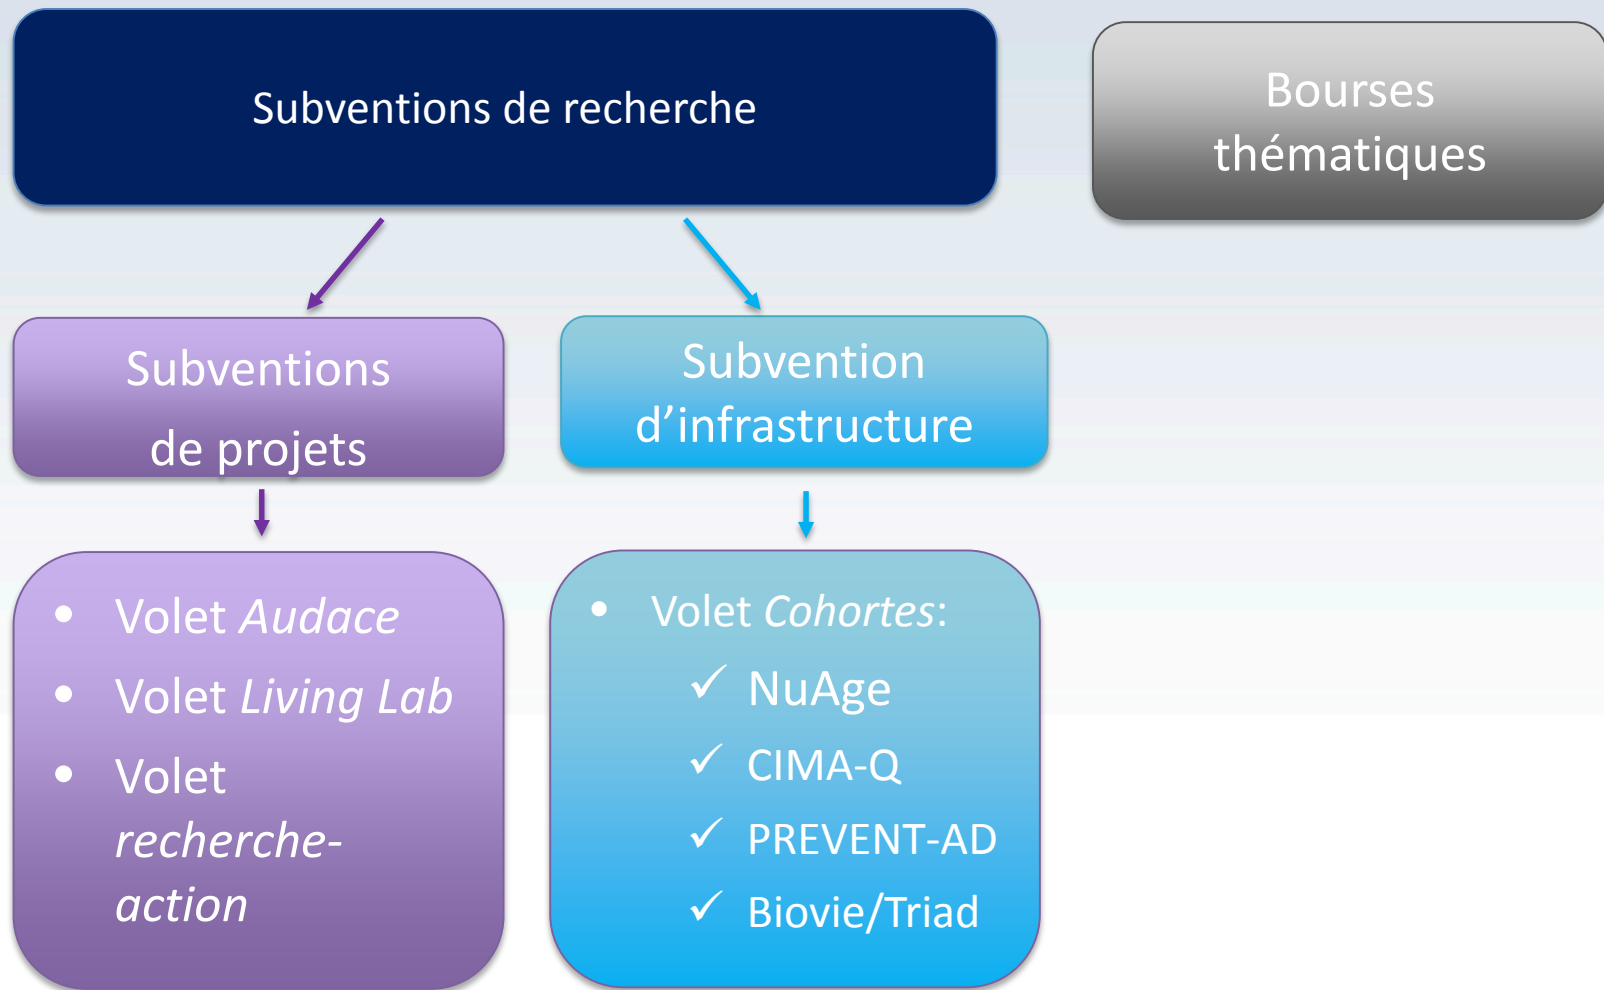 Subventions de recherche
Bourses
thématiques
Subventions
de projets
Subvention
d’infrastructure
• Volet Audace
• Volet Living Lab
• Volet
recherche-
action
• Volet Cohortes:
✓ NuAge
✓ CIMA-Q
✓ PREVENT-AD
✓ Biovie/Triad